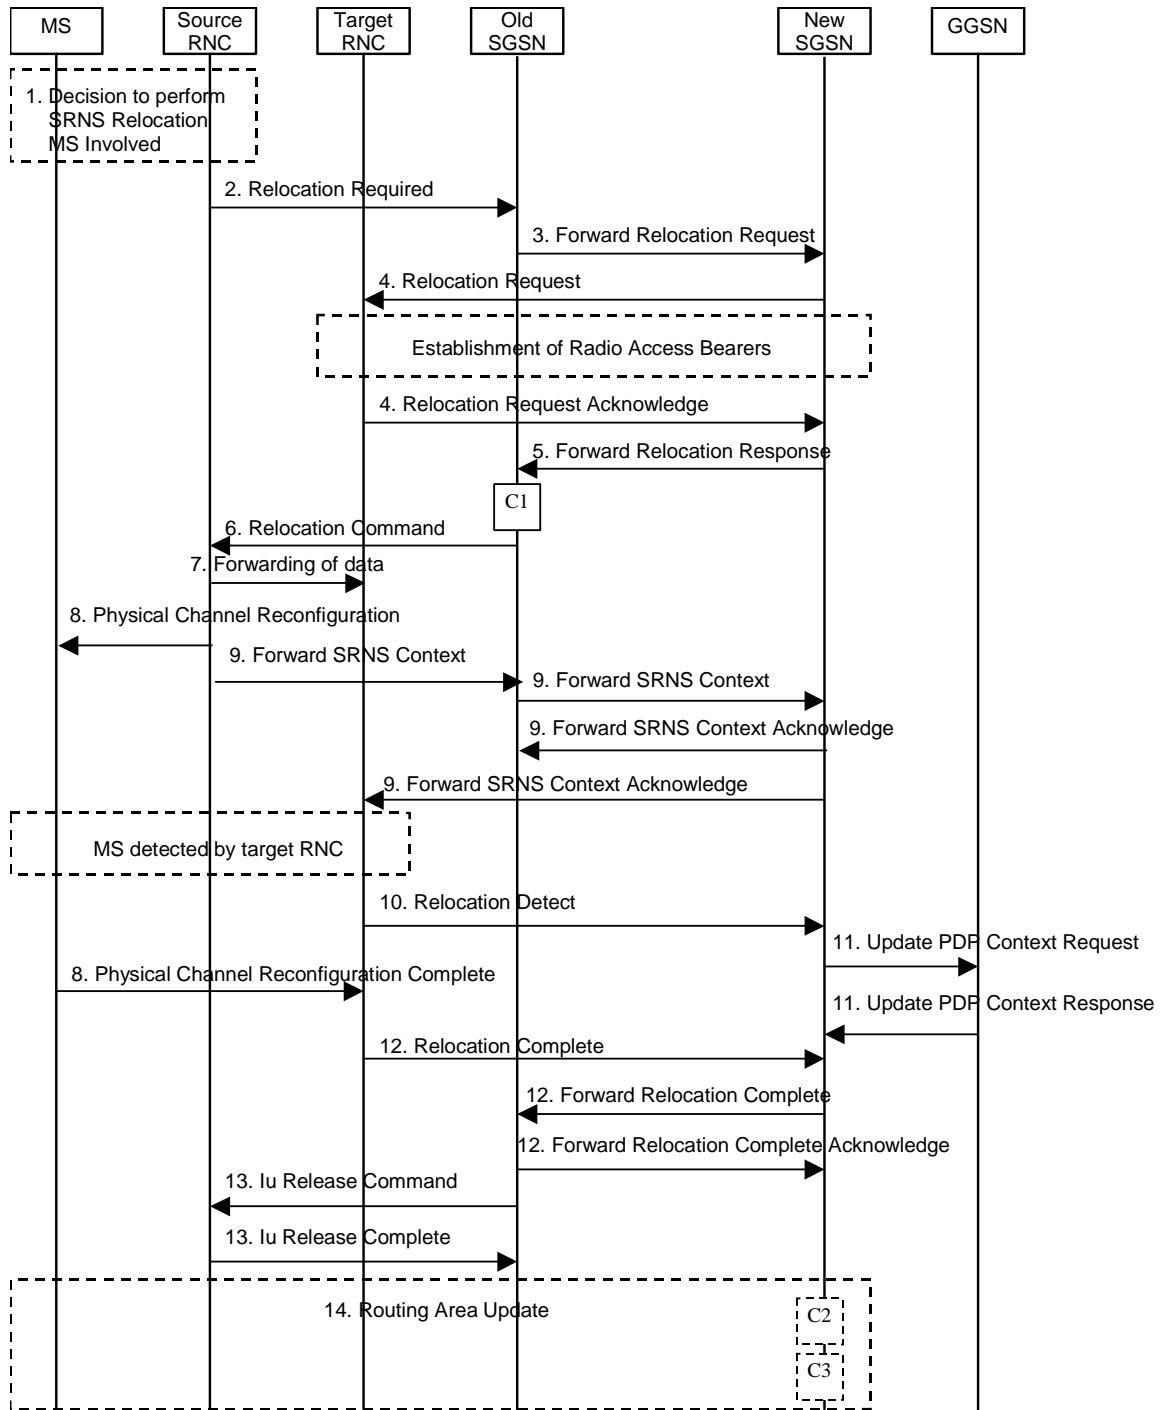 MS
Source
RNC
Target
RNC
Old
SGSN
New
SGSN
GGSN
1. Decision to perform
SRNS Relocation
MS Involved
2. Relocation Required
3. Forward Relocation Request
4. Relocation Request
Establishment of Radio Access Bearers
4. Relocation Request Acknowledge
5. Forward Relocation Response
C1
6. Relocation Command
7. Forwarding of data
8. Physical Channel Reconfiguration
9. Forward SRNS Context
9. Forward SRNS Context
9. Forward SRNS Context Acknowledge
9. Forward SRNS Context Acknowledge
MS detected by target RNC
10. Relocation Detect
11. Update PDP Context Request
8. Physical Channel Reconfiguration Complete
11. Update PDP Context Response
12. Relocation Complete
12. Forward Relocation Complete
12. Forward Relocation Complete Acknowledge
13. Iu Release Command
13. Iu Release Complete
14. Routing Area Update
C2
C3